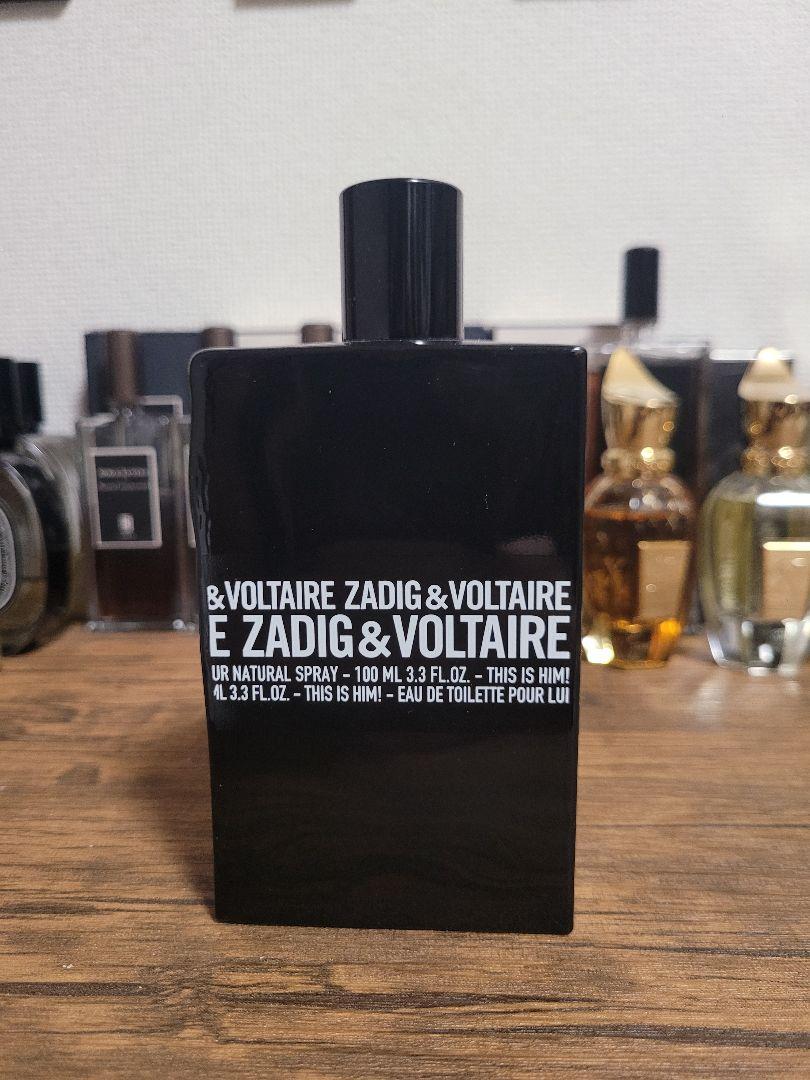 &VOLTAIRE ZADIG&VOLTAIRE
E ZADIG&VOLTAIRE
UR NATURAL SPRAY – 100 ML 3.3 FL.OZ. – THIS IS HIM!
ML 3.3 FL.OZ. – THIS IS HIM! – EAU DE TOILETTE POUR LUI